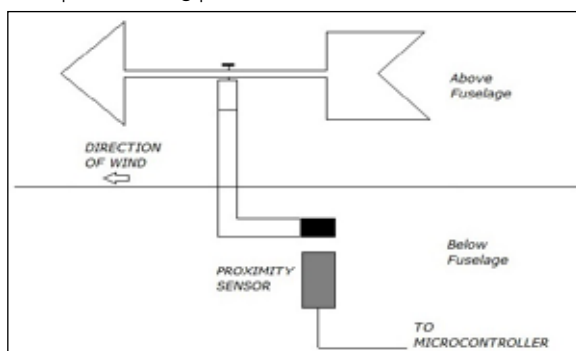 Above
Fuselage
DIRECTION
OF WIND
Below
Fuselage
PROXIMITY
SENSOR
TO
MICROCONTROLLER